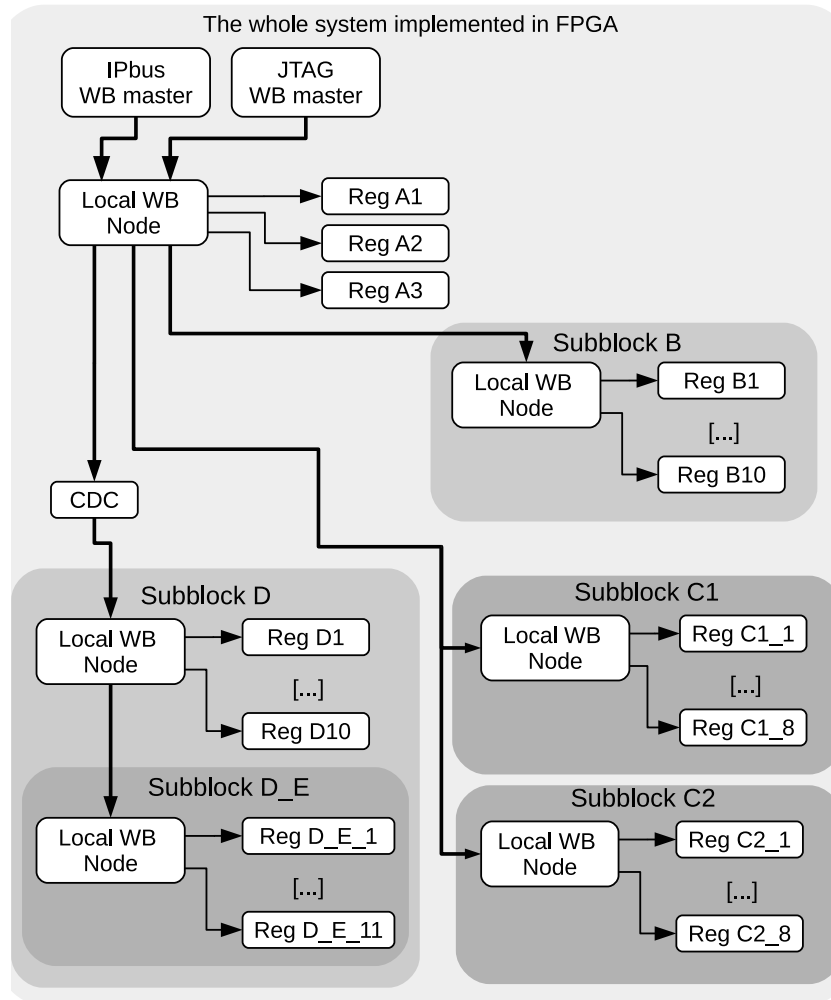 The whole system implemented in FPGA
IPbus
WB master
JTAG
WB master
Local WB
Node
Reg A1
Reg A2
Reg A3
Subblock B
Local WB
Node
Reg B1
[...]
Reg B10
CDC
Subblock D
Local WB
Node
Reg D1
[...]
Reg D10
Subblock D_E
Local WB
Node
Reg D_E_1
[...]
Reg D_E_11
Subblock C1
Local WB
Node
Reg C1_1
[...]
Reg C1_8
Subblock C2
Local WB
Node
Reg C2_1
[...]
Reg C2_8